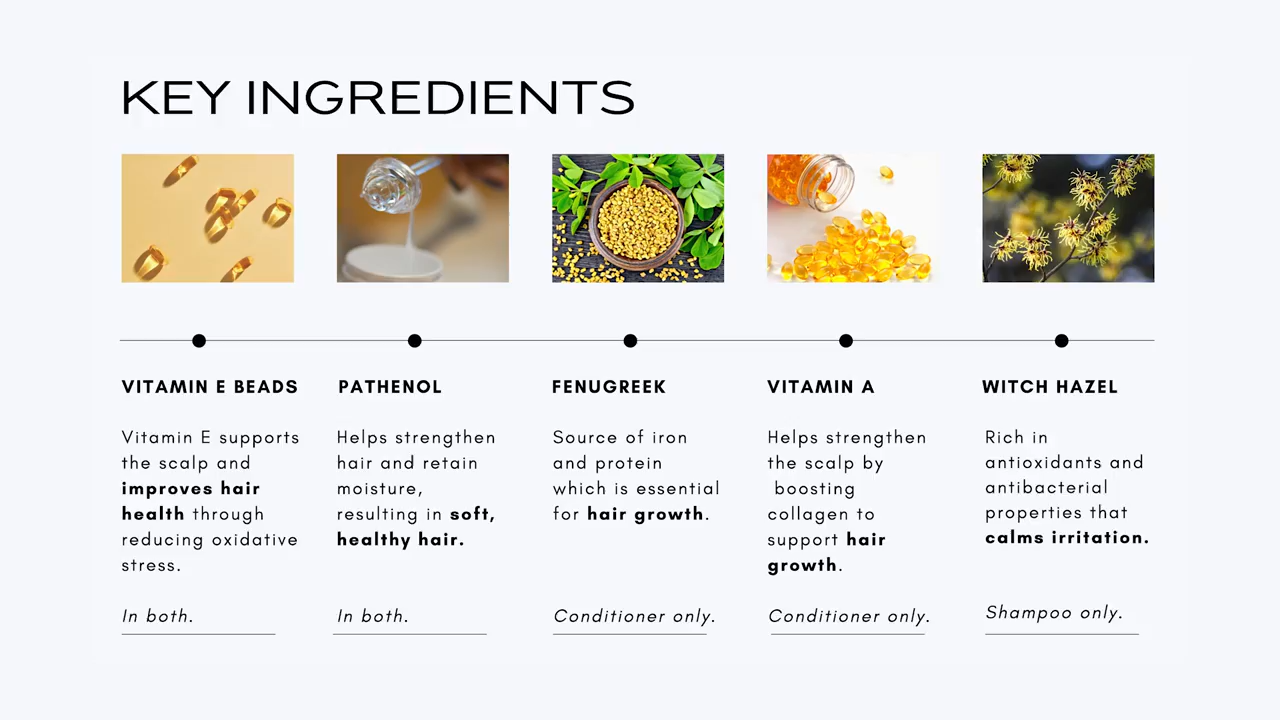 KEY INGREDIENTS
VITAMIN E BEADS
Vitamin E supports
the scalp and
improves hair
health through
reducing oxidative
stress.
In both.
PATHENOL
Helps strengthen
hair and retain
moisture,
resulting in soft,
healthy hair.
In both.
FENUGREEK
Source of iron
and protein
which is essential
for hair growth.
Conditioner only.
VITAMIN A
Helps strengthen
the scalp by
boosting
collagen to
support hair
growth.
Conditioner only.
WITCH HAZEL
Rich in
antioxidants and
antibacterial
properties that
calms irritation.
Shampoo only.